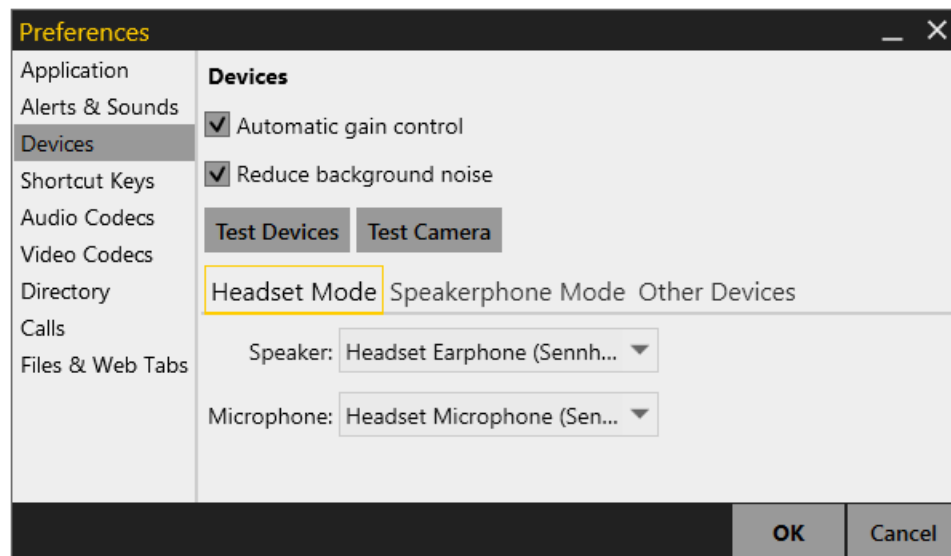 Preferences
Application
Alerts & Sounds
Devices
Shortcut Keys
Audio Codecs
Video Codecs
Directory
Calls
Files & Web Tabs
Devices
Automatic gain control
Reduce background noise
Test Devices Test Camera
Headset Mode Speakerphone Mode Other Devices
Speaker: Headset Earphone (Sennh...
Microphone: Headset Microphone (Sen...
OK Cancel